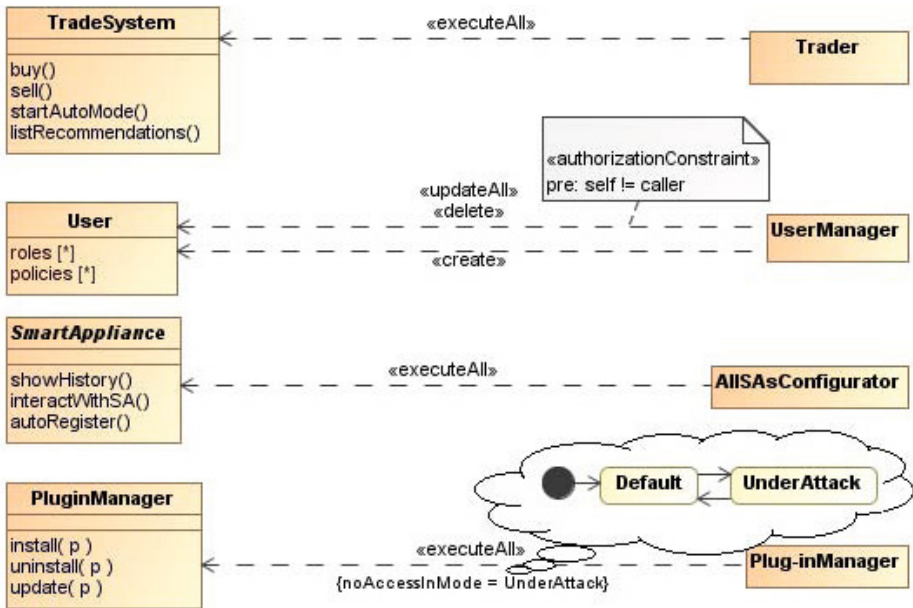 TradeSystem
buy()
sell()
startAutoMode()
listRecommendations()
«executeAll»
Trader
«authorizationConstraint»
pre: self != caller
User
roles [*]
policies [*]
«updateAll»
«delete»
«create»
UserManager
SmartAppliance
showHistory()
interactWithSA()
autoRegister()
«executeAll»
AllSAsConfigurator
Default
UnderAttack
PluginManager
install( p )
uninstall( p )
update( p )
«executeAll»
{noAccessInMode = UnderAttack}
Plug-inManager